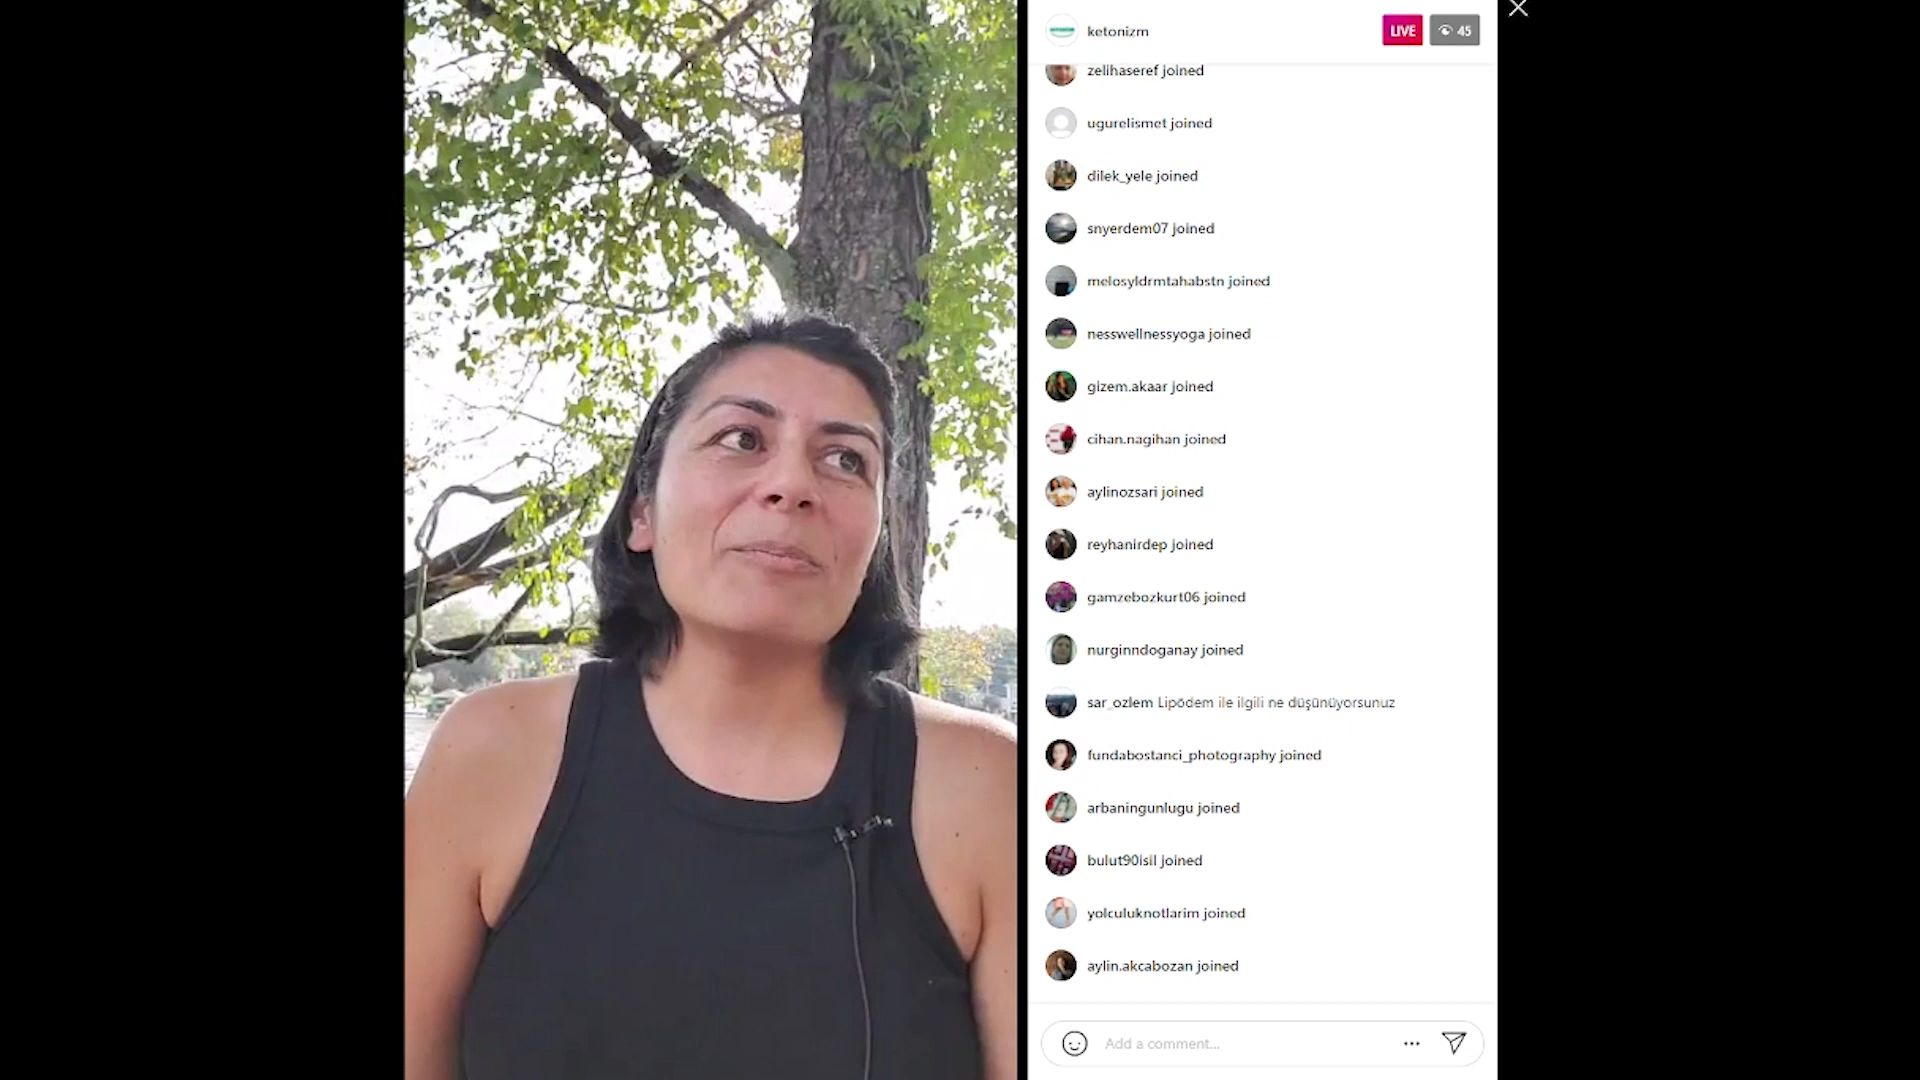 ketonizm
LIVE
45
zelihaseref joined
ugurelismet joined
dilek_yele joined
snyerdem07 joined
melosyldrmtahabstn joined
nesswellnessyoga joined
gizem.akaar joined
cihan.nagihan joined
aylinozsari joined
reyhanirdep joined
gamzebozkurt06 joined
nurginndoganay joined
sar_ozlem Lipödem ile ilgili ne düşünüyorsunuz
fundabostanci_photography joined
arbaningunlugu joined
bulut90isil joined
yolculuknotlarim joined
aylin.akcabozan joined
Add a comment...